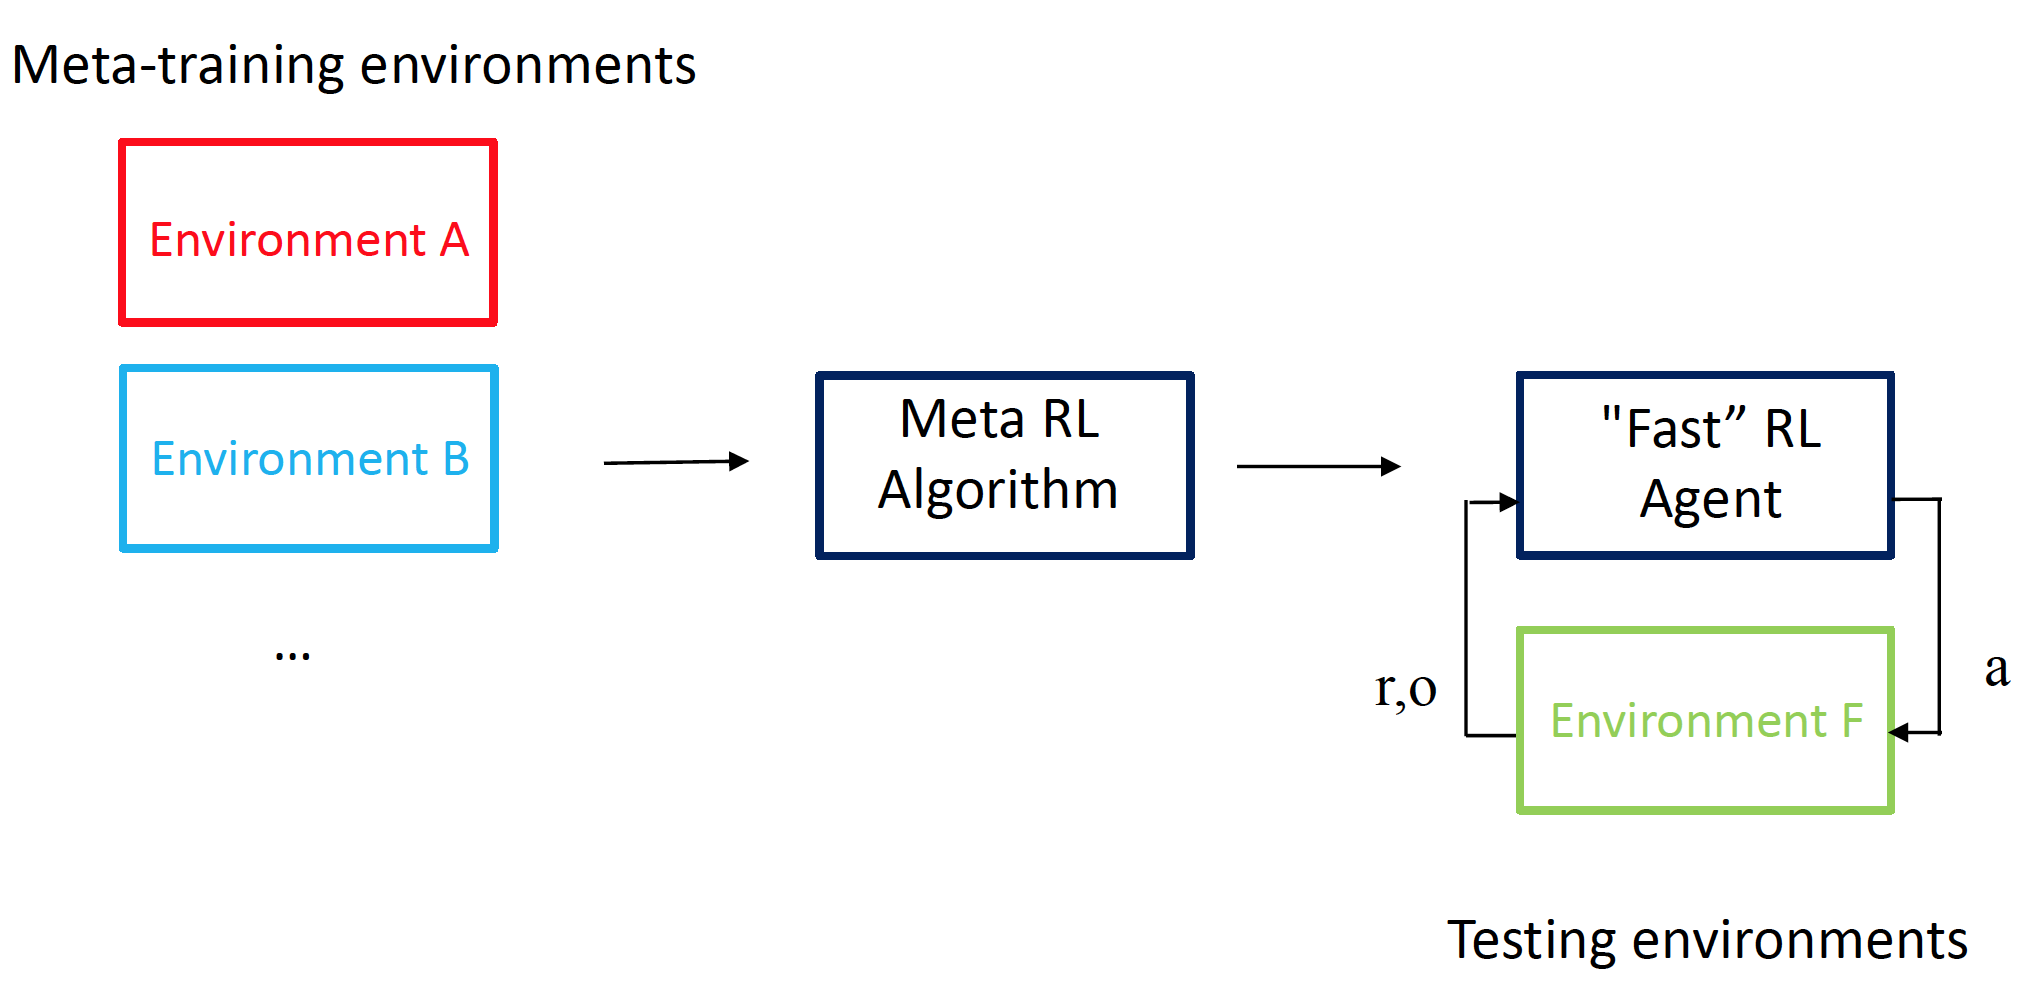 Meta-training environments
Environment A
Environment B
...
Meta RL
Algorithm
"Fast” RL
Agent
r,o
a
Environment F
Testing environments